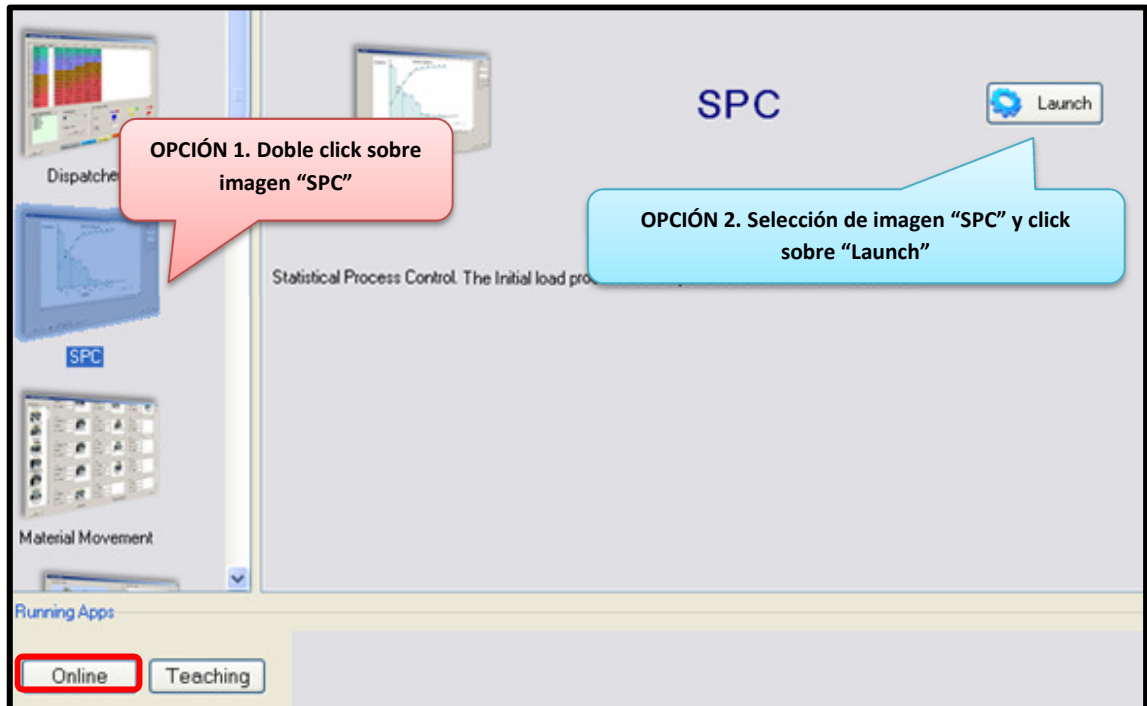 SPC
Launch
OPCIÓN 1. Doble click sobre
imagen “SPC”
Dispatche
OPCIÓN 2. Selección de imagen “SPC” y click
sobre “Launch”
Statistical Process Control. The Initial load
SPC
Material Movement
Running Apps
Online
Teaching